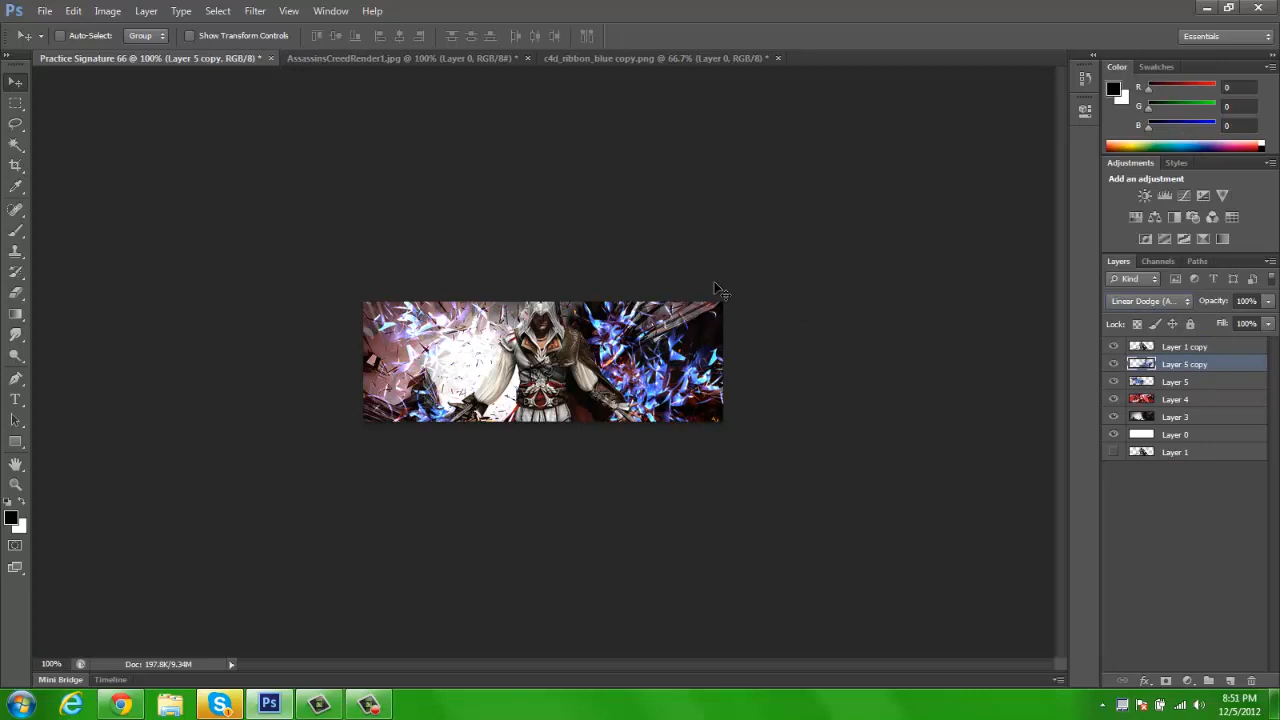 Ps File Edit Image Layer Type Select Filter View Window Help
Auto-Select: Group Show Transform Controls Essentials
Practice Signature 66 @ 100% (Layer 5 copy, RGB/8) * × AssassinsCreedRender1.jpg @ 100% (Layer 0, RGB/8#) * × c4d_ribbon_blue copy.png @ 66.7% (Layer 0, RGB/8) * ×
Color Swatches
R 0
G 0
B 0
Adjustments Styles
Add an adjustment
Layers Channels Paths
Kind
Linear Dodge (A... Opacity: 100%
Lock: Fill: 100%
Layer 1 copy
Layer 5 copy
Layer 5
Layer 4
Layer 3
Layer 0
Layer 1
100% Doc: 197.8K/9.34M
Mini Bridge Timeline
Ps 8:51 PM
12/5/2012